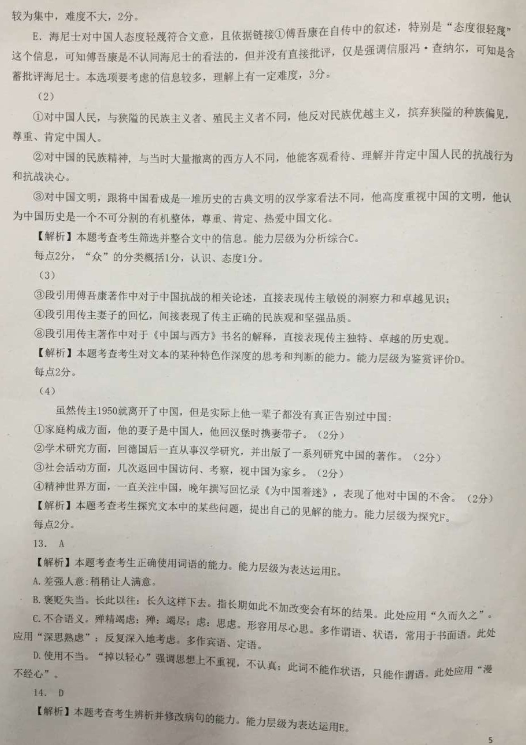 较为集中，难度不大，2分。
E. 海尼士对中国人态度轻蔑符合文意，且依据链接①傅吾康在自传中的叙述，特别是“态度很轻蔑”
这个信息，可知傅吾康是不认同海尼士的看法的，但并没有直接批评，仅是强调信服冯·查纳尔，可知是含
蓄批评海尼士。本选项要考虑的信息较多，理解上有一定难度，3分。
（2）
①对中国人民，与狭隘的民族主义者、殖民主义者不同，他反对民族优越主义，摈弃狭隘的种族偏见，
尊重、肯定中国人。
②对中国的民族精神，与当时大量撤离的西方人不同，他能客观看待、理解并肯定中国人民的抗战行为
和抗战决心。
③对中国文明，跟将中国看成是一堆历史的古典文明的汉学家看法不同，他高度重视中国的文明，他认
为中国历史是一个不可分割的有机整体，尊重、肯定、热爱中国文化。
【解析】本题考查考生筛选并整合文中的信息。能力层级为分析综合C。
每点2分，“众”的分类概括1分，认识、态度1分。
（3）
③段引用傅吾康著作中对于中国抗战的相关论述，直接表现传主敏锐的洞察力和卓越见识；
④段引用传主妻子的回忆，间接表现了传主正确的民族观和坚强品质。
⑧段引用传主著作中对于《中国与西方》书名的解释，直接表现传主独特、卓越的历史观。
【解析】本题考查考生对文本的某种特色作深度的思考和判断的能力。能力层级为鉴赏评价D。
每点2分。
（4）
虽然传主1950就离开了中国，但是实际上他一辈子都没有真正告别过中国：
①家庭构成方面，他的妻子是中国人，他回汉堡时携妻带子。（2分）
②学术研究方面，回德国后一直从事汉学研究，并出版了一系列研究中国的著作。（2分）
③社会活动方面，几次返回中国访问、考察，视中国为家乡。（2分）
④精神世界方面，一直关注中国，晚年撰写回忆录《为中国着迷》，表现了他对中国的不舍。（2分）
【解析】本题考查考生探究文本中的某些问题，提出自己的见解的能力。能力层级为探究F。
每点2分。
13. A
【解析】本题考查考生正确使用词语的能力。能力层级为表达运用E。
A.差强人意：稍稍让人满意。
B.褒贬失当。长此以往：长久这样下去。指长期如此不加改变会有坏的结果。此处应用“久而久之”。
C.不合语义。殚精竭虑：殚：竭尽；虑：思虑。形容用尽心思。多作谓语、状语，常用于书面语。此处
应用“深思熟虑”：反复深入地考虑。多作宾语、定语。
D.使用不当。“掉以轻心”强调思想上不重视，不认真；此词不能作状语，只能作谓语。此处应用“漫
不经心”。
14. D
【解析】本题考查考生辨析并修改病句的能力。能力层级为表达运用E。
5